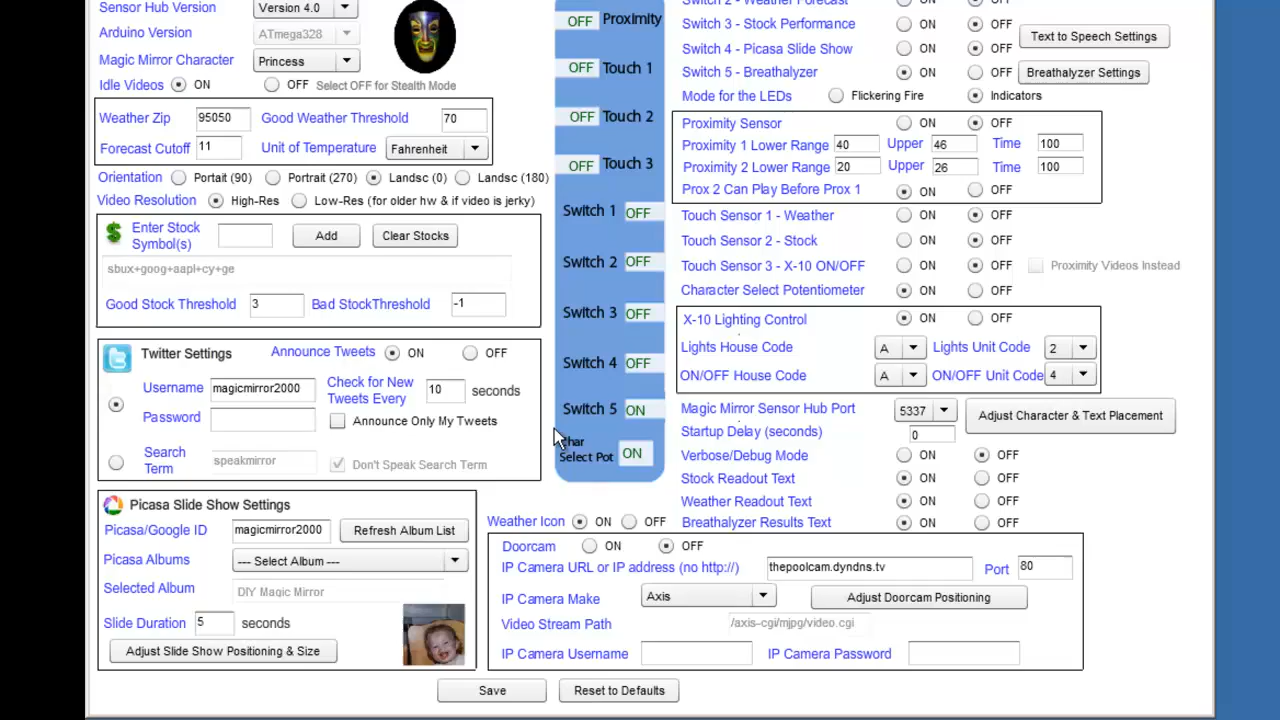 Sensor Hub Version Version 4.0
Arduino Version ATmega328
Magic Mirror Character Princess
Idle Videos ON OFF Select OFF for Stealth Mode
Weather Zip 95050 Good Weather Threshold 70
Forecast Cutoff 11 Unit of Temperature Fahrenheit
Orientation Portait (90) Portrait (270) Landsc (0) Landsc (180)
Video Resolution High-Res Low-Res (for older hw & if video is jerky)
Enter Stock
Symbol(s) Add Clear Stocks
sbux+goog+aapl+cy+ge
Good Stock Threshold 3 Bad StockThreshold -1
Twitter Settings Announce Tweets ON OFF
Username magicmirror2000 Check for New
Tweets Every 10 seconds
Password Announce Only My Tweets
Search
Term speakmirror Don't Speak Search Term
Picasa Slide Show Settings
Picasa/Google ID magicmirror2000 Refresh Album List
Picasa Albums --- Select Album ---
Selected Album DIY Magic Mirror
Slide Duration 5 seconds
Adjust Slide Show Positioning & Size
OFF Proximity
OFF Touch 1
OFF Touch 2
OFF Touch 3
Switch 1 OFF
Switch 2 OFF
Switch 3 OFF
Switch 4 OFF
Switch 5 ON
Char
Select Pot ON
Switch 2 - Weather Forecast ON OFF
Switch 3 - Stock Performance ON OFF
Text to Speech Settings
Switch 4 - Picasa Slide Show ON OFF
Switch 5 - Breathalyzer ON OFF Breathalyzer Settings
Mode for the LEDs Flickering Fire Indicators
Proximity Sensor ON OFF
Proximity 1 Lower Range 40 Upper 46 Time 100
Proximity 2 Lower Range 20 Upper 26 Time 100
Prox 2 Can Play Before Prox 1 ON OFF
Touch Sensor 1 - Weather ON OFF
Touch Sensor 2 - Stock ON OFF
Touch Sensor 3 - X-10 ON/OFF ON OFF Proximity Videos Instead
Character Select Potentiometer ON OFF
X-10 Lighting Control ON OFF
Lights House Code A Lights Unit Code 2
ON/OFF House Code A ON/OFF Unit Code 4
Magic Mirror Sensor Hub Port 5337 Adjust Character & Text Placement
Startup Delay (seconds) 0
Verbose/Debug Mode ON OFF
Stock Readout Text ON OFF
Weather Readout Text ON OFF
Weather Icon ON OFF Breathalyzer Results Text ON OFF
Doorcam ON OFF
IP Camera URL or IP address (no http://) thepoolcam.dyndns.tv Port 80
IP Camera Make Axis Adjust Doorcam Positioning
Video Stream Path /axis-cgi/mjpg/video.cgi
IP Camera Username IP Camera Password
Save Reset to Defaults